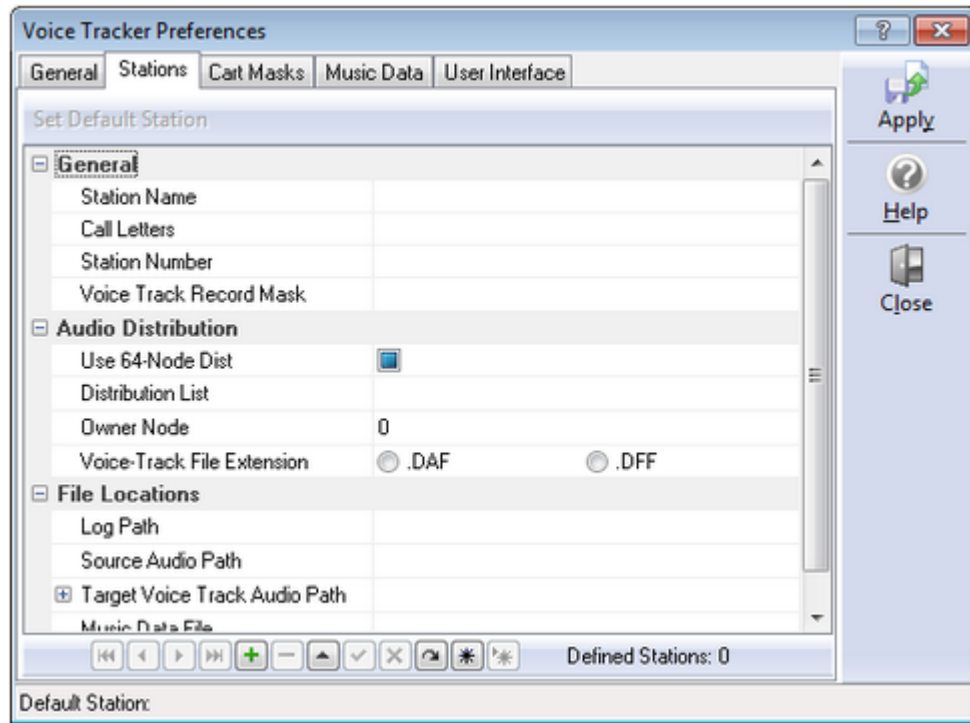 Voice Tracker Preferences
General Stations Cart Masks Music Data User Interface
Set Default Station
General
Station Name
Call Letters
Station Number
Voice Track Record Mask
Audio Distribution
Use 64-Node Dist
Distribution List
Owner Node 0
Voice-Track File Extension .DAF .DFF
File Locations
Log Path
Source Audio Path
Target Voice Track Audio Path
Music Data File
Defined Stations: 0
Default Station:
Apply
Help
Close